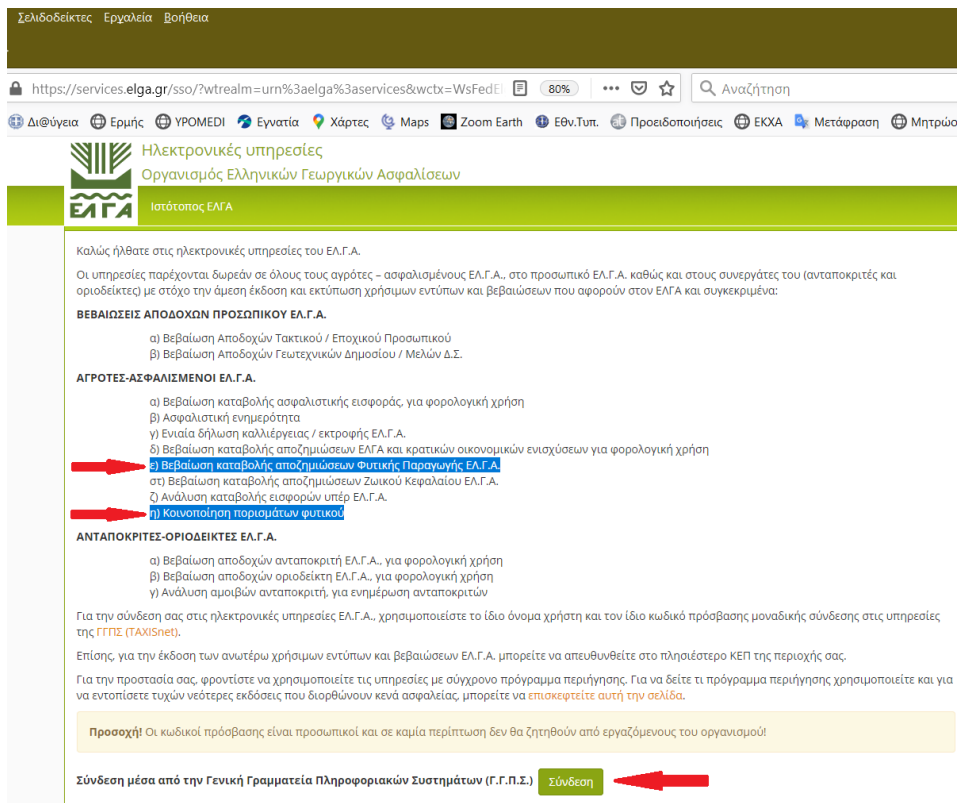 Σελιδοδείκτες Εργαλεία Βοήθεια
https://services.elga.gr/sso/?wtrealm=urn%3aelga%3aservices&wctx=WsFedE 80% Αναζήτηση
Δι@ύγεια Ερμής YPOMEDI Εγνατία Χάρτες Maps Zoom Earth Εθν.Τυπ. Προειδοποιήσεις ΕΚΧΑ Μετάφραση Μητρώο
Ηλεκτρονικές υπηρεσίες
Οργανισμός Ελληνικών Γεωργικών Ασφαλίσεων
ΕΛΓΑ Ιστότοπος ΕΛΓΑ
Καλώς ήλθατε στις ηλεκτρονικές υπηρεσίες του ΕΛ.Γ.Α.
Οι υπηρεσίες παρέχονται δωρεάν σε όλους τους αγρότες – ασφαλισμένους ΕΛ.Γ.Α., στο προσωπικό ΕΛ.Γ.Α. καθώς και στους συνεργάτες του (ανταποκριτές και
οριοδείκτες) με στόχο την άμεση έκδοση και εκτύπωση χρήσιμων εντύπων και βεβαιώσεων που αφορούν στον ΕΛΓΑ και συγκεκριμένα:
ΒΕΒΑΙΩΣΕΙΣ ΑΠΟΔΟΧΩΝ ΠΡΟΣΩΠΙΚΟΥ ΕΛ.Γ.Α.
α) Βεβαίωση Αποδοχών Τακτικού / Εποχικού Προσωπικού
β) Βεβαίωση Αποδοχών Γεωτεχνικών Δημοσίου / Μελών Δ.Σ.
ΑΓΡΟΤΕΣ-ΑΣΦΑΛΙΣΜΕΝΟΙ ΕΛ.Γ.Α.
α) Βεβαίωση καταβολής ασφαλιστικής εισφοράς, για φορολογική χρήση
β) Ασφαλιστική ενημερότητα
γ) Ενιαία δήλωση καλλιέργειας / εκτροφής ΕΛ.Γ.Α.
δ) Βεβαίωση καταβολής αποζημιώσεων ΕΛΓΑ και κρατικών οικονομικών ενισχύσεων για φορολογική χρήση
ε) Βεβαίωση καταβολής αποζημιώσεων Φυτικής Παραγωγής ΕΛ.Γ.Α.
στ) Βεβαίωση καταβολής αποζημιώσεων Ζωικού Κεφαλαίου ΕΛ.Γ.Α.
ζ) Ανάλυση καταβολής εισφορών υπέρ ΕΛ.Γ.Α.
η) Κοινοποίηση πορισμάτων φυτικού
ΑΝΤΑΠΟΚΡΙΤΕΣ-ΟΡΙΟΔΕΙΚΤΕΣ ΕΛ.Γ.Α.
α) Βεβαίωση αποδοχών ανταποκριτή ΕΛ.Γ.Α., για φορολογική χρήση
β) Βεβαίωση αποδοχών οριοδείκτη ΕΛ.Γ.Α., για φορολογική χρήση
γ) Ανάλυση αμοιβών ανταποκριτή, για ενημέρωση ανταποκριτών
Για την σύνδεση σας στις ηλεκτρονικές υπηρεσίες ΕΛ.Γ.Α., χρησιμοποιείστε το ίδιο όνομα χρήστη και τον ίδιο κωδικό πρόσβασης μοναδικής σύνδεσης στις υπηρεσίες
της ΓΓΠΣ (TAXISnet).
Επίσης, για την έκδοση των ανωτέρω χρήσιμων εντύπων και βεβαιώσεων ΕΛ.Γ.Α. μπορείτε να απευθυνθείτε στο πλησιέστερο ΚΕΠ της περιοχής σας.
Για την προστασία σας, φροντίστε να χρησιμοποιείτε τις υπηρεσίες με σύγχρονο πρόγραμμα περιήγησης. Για να δείτε τι πρόγραμμα περιήγησης χρησιμοποιείτε και για
να εντοπίσετε τυχών νεότερες εκδόσεις που διορθώνουν κενά ασφαλείας, μπορείτε να επισκεφτείτε αυτή την σελίδα.
Προσοχή! Οι κωδικοί πρόσβασης είναι προσωπικοί και σε καμία περίπτωση δεν θα ζητηθούν από εργαζόμενους του οργανισμού!
Σύνδεση μέσα από την Γενική Γραμματεία Πληροφοριακών Συστημάτων (Γ.Γ.Π.Σ.) Σύνδεση